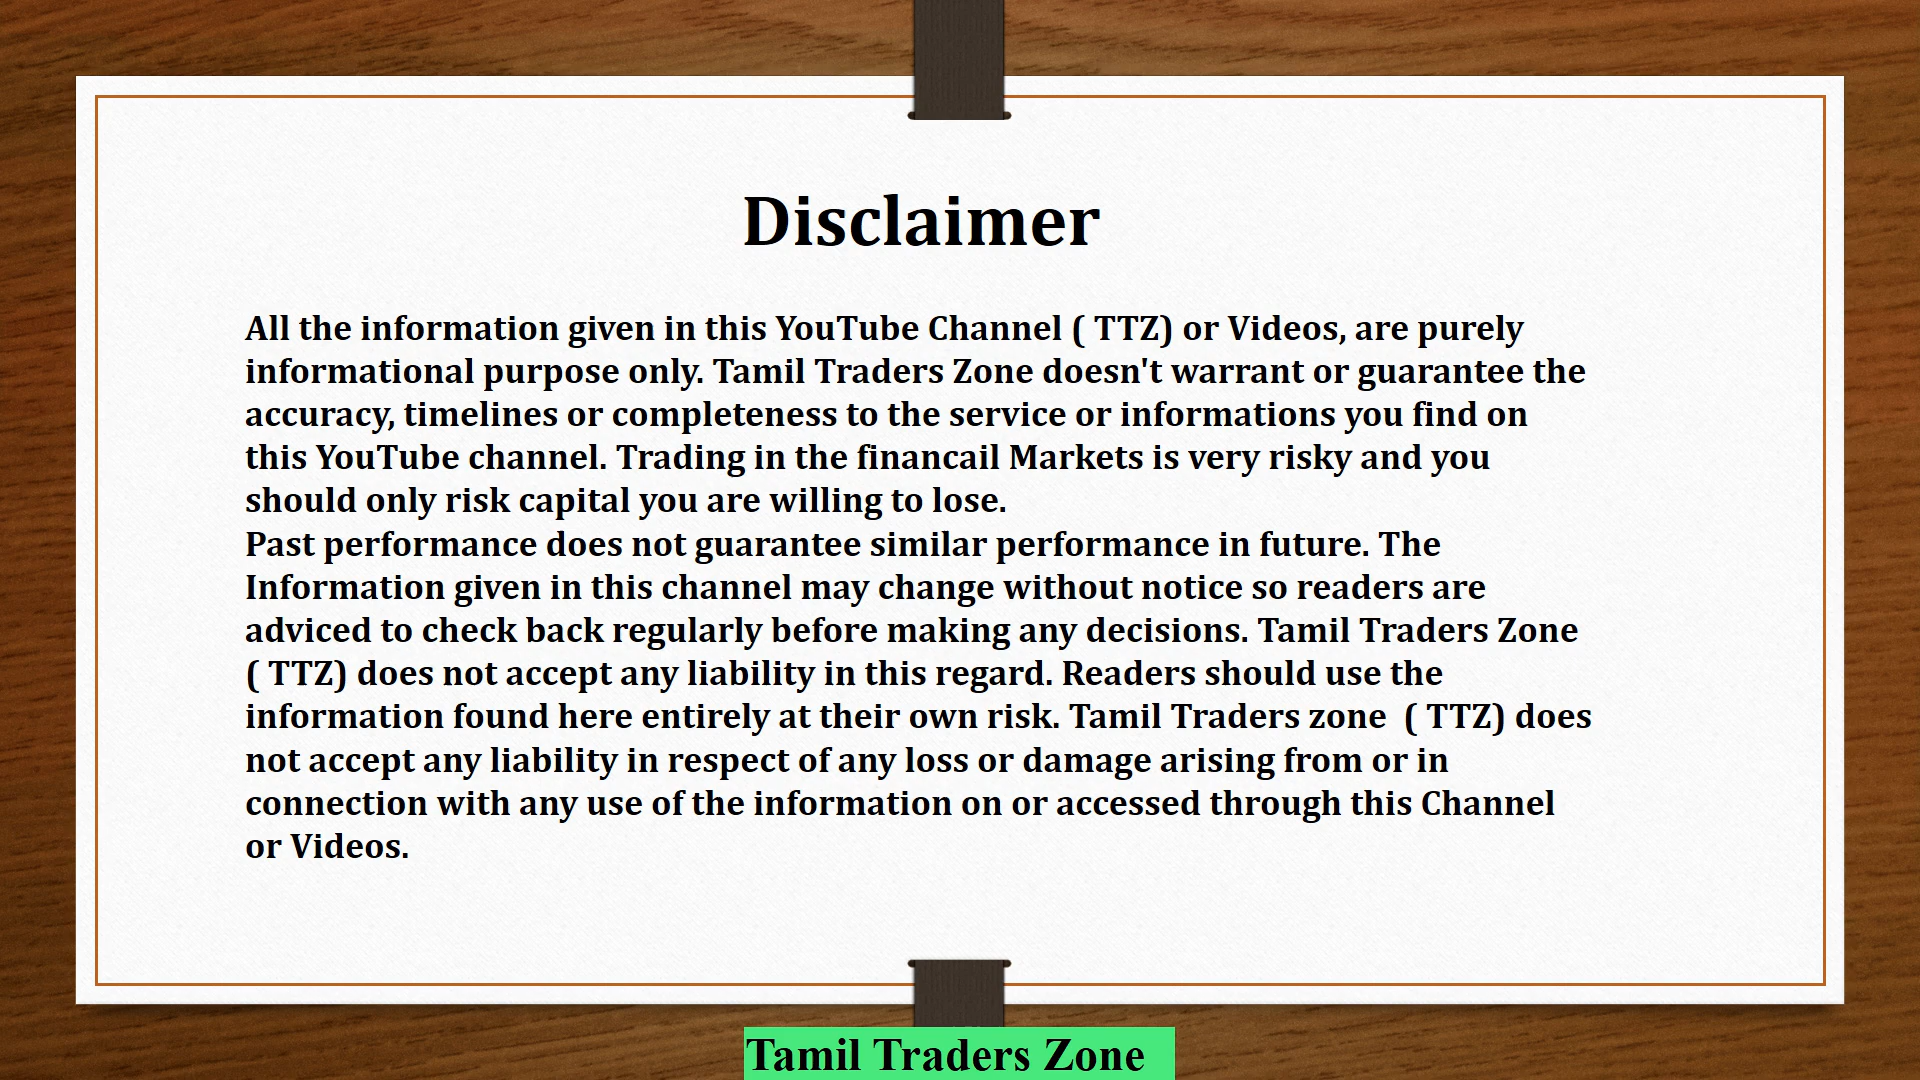 Disclaimer
All the information given in this YouTube Channel ( TTZ) or Videos, are purely
informational purpose only. Tamil Traders Zone doesn't warrant or guarantee the
accuracy, timelines or completeness to the service or informations you find on
this YouTube channel. Trading in the financail Markets is very risky and you
should only risk capital you are willing to lose.
Past performance does not guarantee similar performance in future. The
Information given in this channel may change without notice so readers are
adviced to check back regularly before making any decisions. Tamil Traders Zone
( TTZ) does not accept any liability in this regard. Readers should use the
information found here entirely at their own risk. Tamil Traders zone  ( TTZ) does
not accept any liability in respect of any loss or damage arising from or in
connection with any use of the information on or accessed through this Channel
or Videos.
Tamil Traders Zone